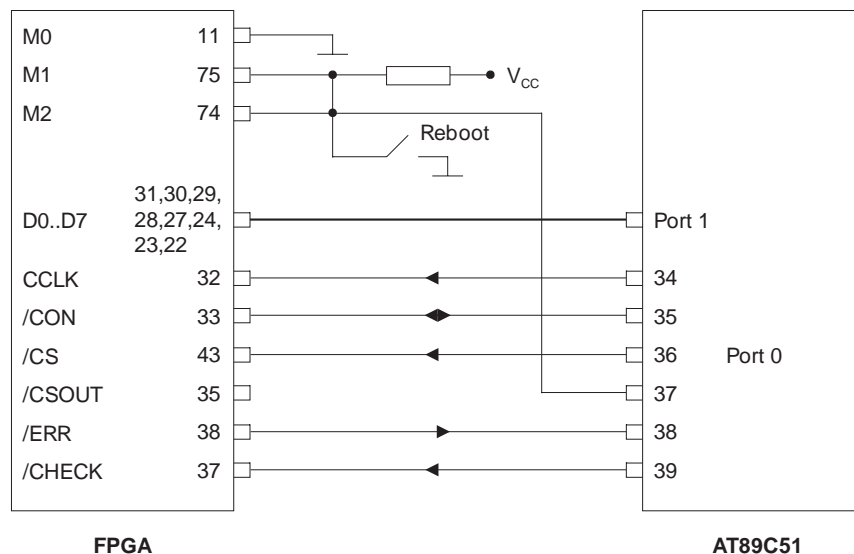 M0 11
M1 75 V_CC
M2 74
Reboot
31,30,29,
D0..D7 28,27,24, Port 1
23,22
CCLK 32 34
/CON 33 35
/CS 43 36 Port 0
/CSOUT 35 37
/ERR 38 38
/CHECK 37 39
FPGA AT89C51